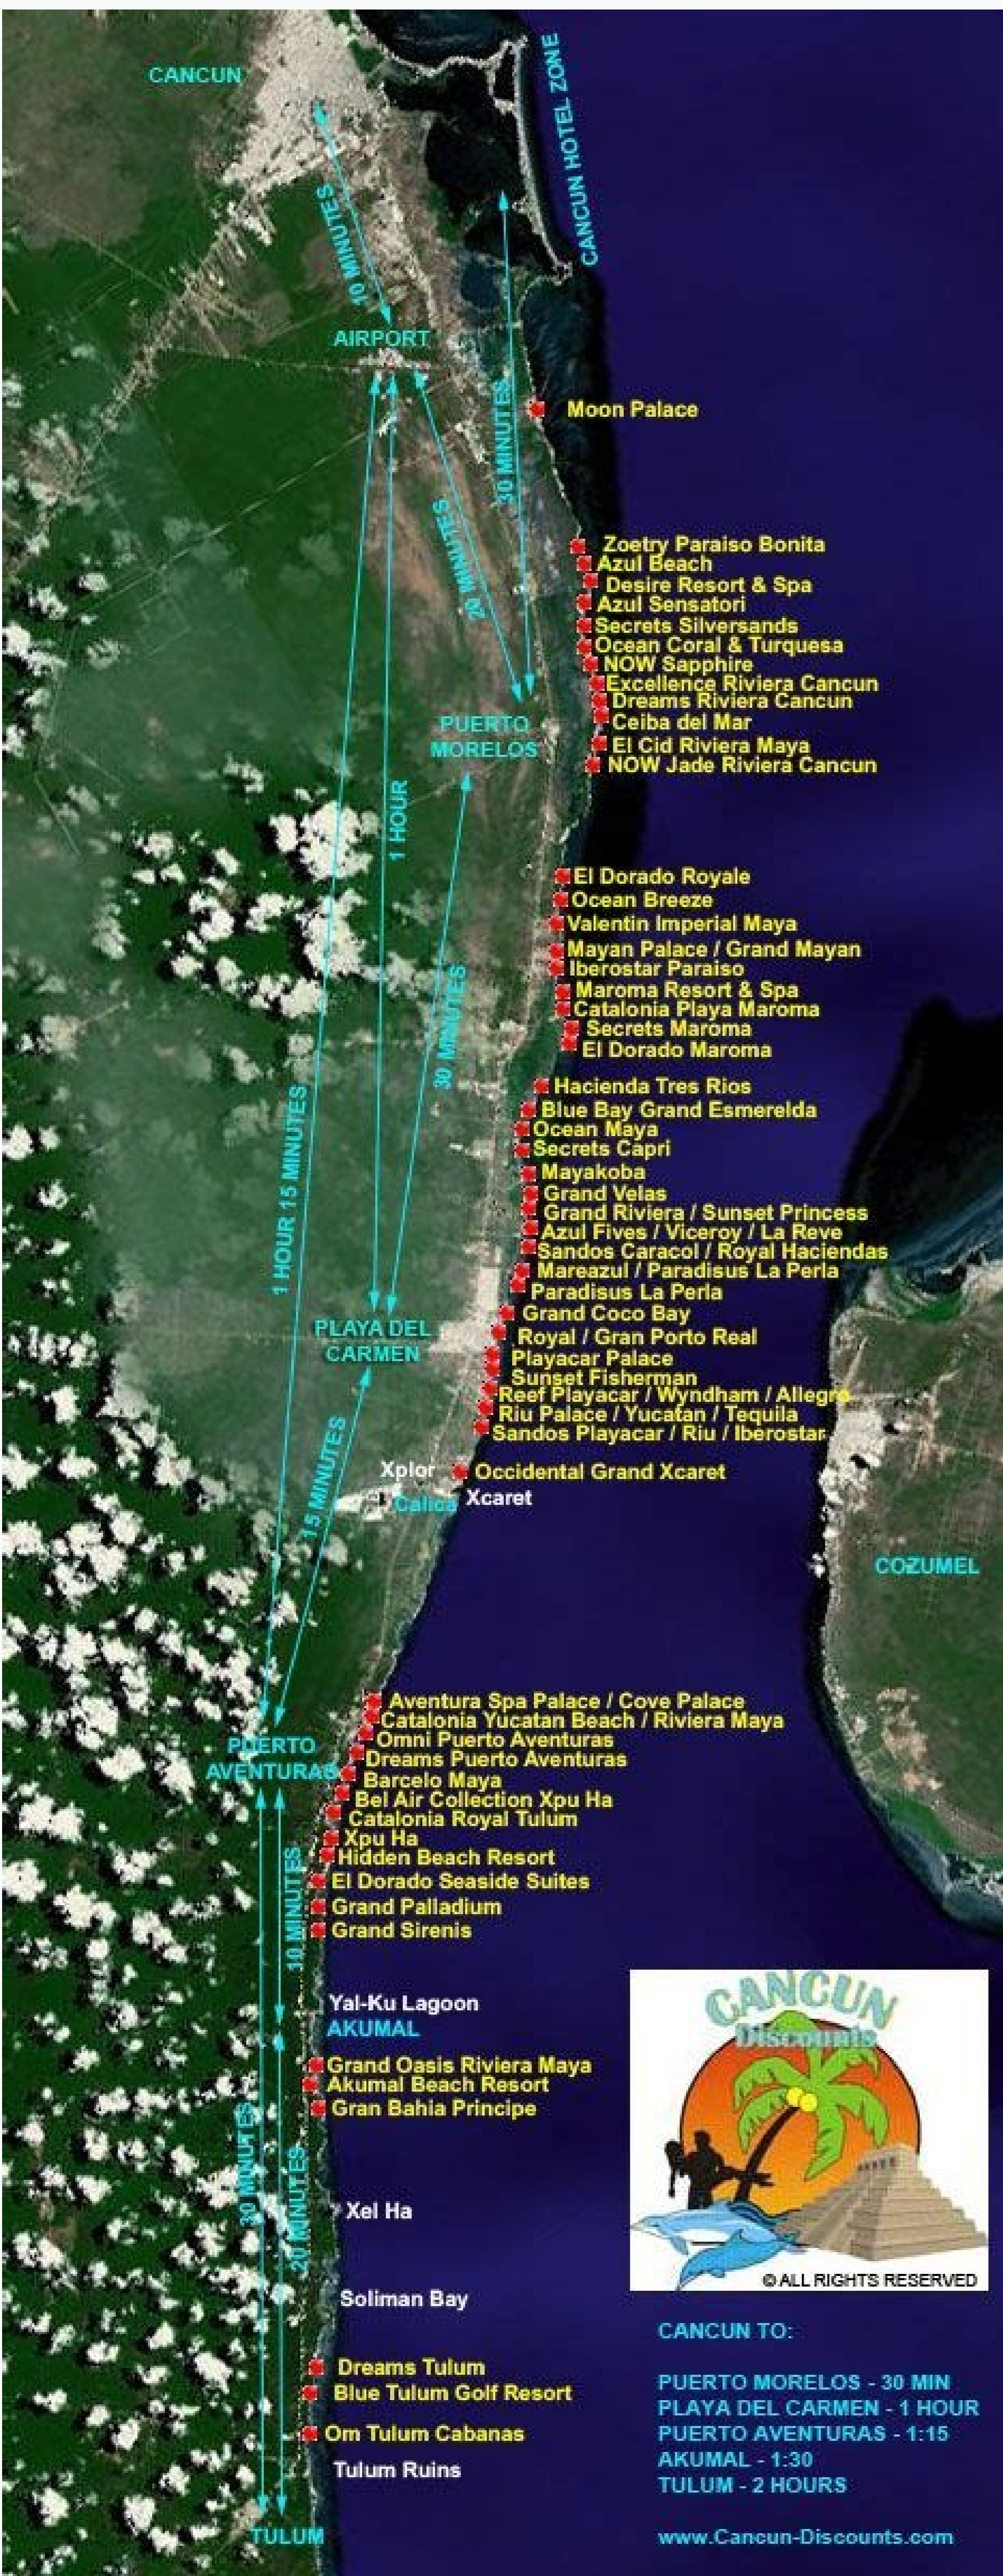 CANCUN
CANCUN HOTEL ZONE
10 MINUTES
AIRPORT
30 MINUTES
Moon Palace
20 MINUTES
Zoetry Paraiso Bonita
Azul Beach
Desire Resort & Spa
Azul Sensatori
Secrets Silversands
Ocean Coral & Turquesa
NOW Sapphire
Excellence Riviera Cancun
Dreams Riviera Cancun
Ceiba del Mar
El Cid Riviera Maya
NOW Jade Riviera Cancun
PUERTO
MORELOS
1 HOUR
El Dorado Royale
Ocean Breeze
Valentin Imperial Maya
Mayan Palace / Grand Mayan
Iberostar Paraiso
Maroma Resort & Spa
Catalonia Playa Maroma
Secrets Maroma
El Dorado Maroma
30 MINUTES
Hacienda Tres Rios
Blue Bay Grand Esmerelda
Ocean Maya
Secrets Capri
Mayakoba
Grand Velas
Grand Riviera / Sunset Princess
Azul Fives / Viceroy / La Reve
Sandos Caracol / Royal Haciendas
Mareazul / Paradisus La Perla
Paradisus La Perla
1 HOUR 15 MINUTES
Grand Coco Bay
Royal / Gran Porto Real
Playacar Palace
Sunset Fisherman
Reef Playacar / Wyndham / Allegro
Riu Palace / Yucatan / Tequila
Sandos Playacar / Riu / Iberostar
PLAYA DEL
CARMEN
15 MINUTES
Xplor
Occidental Grand Xcaret
Calica
Xcaret
COZUMEL
Aventura Spa Palace / Cove Palace
Catalonia Yucatan Beach / Riviera Maya
Omni Puerto Aventuras
Dreams Puerto Aventuras
Barcelo Maya
Bel Air Collection Xpu Ha
Catalonia Royal Tulum
Xpu Ha
Hidden Beach Resort
El Dorado Seaside Suites
Grand Palladium
Grand Sirenis
PUERTO
AVENTURAS
10 MINUTES
Yal-Ku Lagoon
AKUMAL
Grand Oasis Riviera Maya
Akumal Beach Resort
Gran Bahia Principe
30 MINUTES
20 MINUTES
Xel Ha
Soliman Bay
Dreams Tulum
Blue Tulum Golf Resort
Om Tulum Cabanas
Tulum Ruins
TULUM
CANCUN
Discounts
© ALL RIGHTS RESERVED
CANCUN TO:
PUERTO MORELOS - 30 MIN
PLAYA DEL CARMEN - 1 HOUR
PUERTO AVENTURAS - 1:15
AKUMAL - 1:30
TULUM - 2 HOURS
www.Cancun-Discounts.com